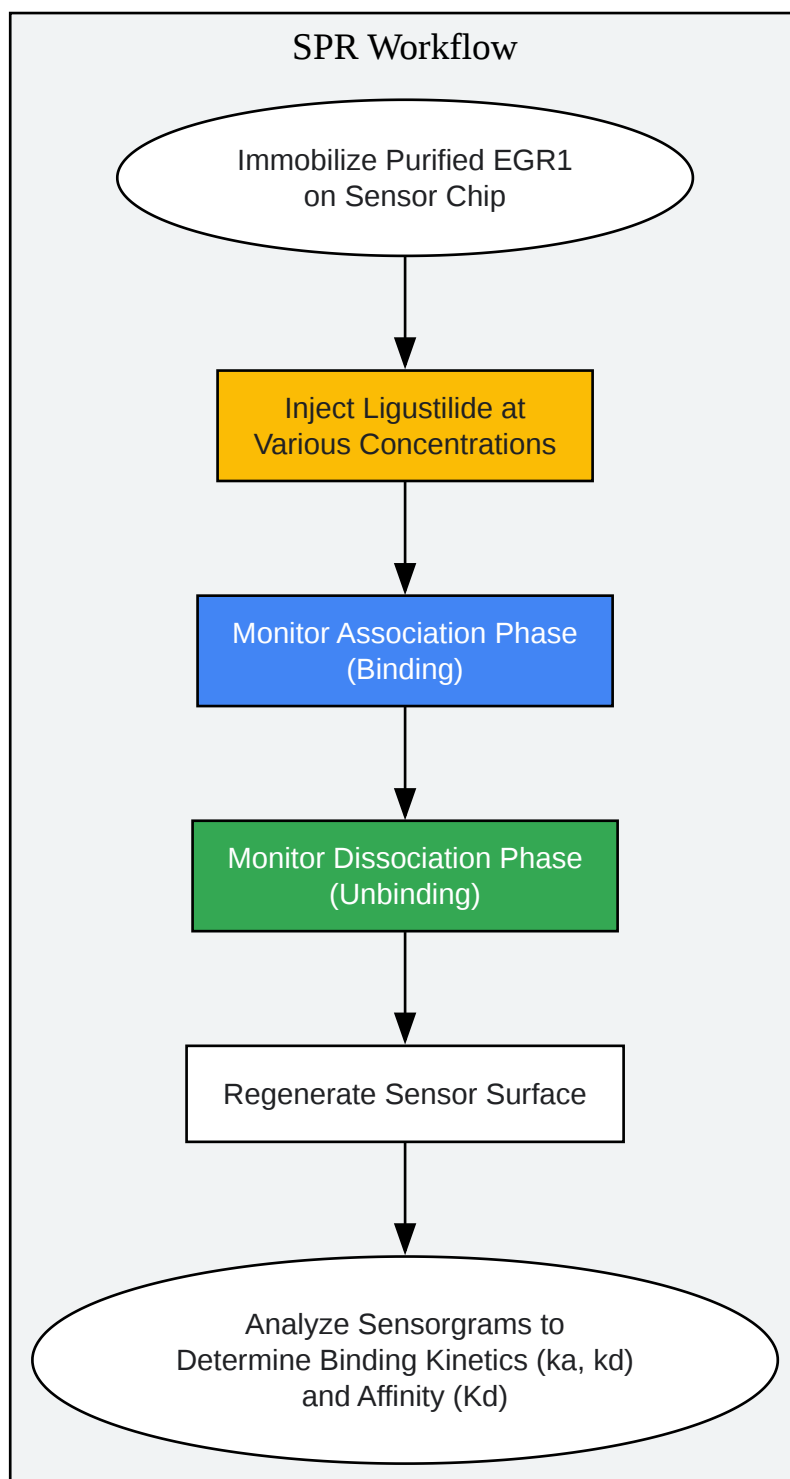 SPR Workflow
Immobilize Purified EGR1
on Sensor Chip
Inject Ligustilide at
Various Concentrations
Monitor Association Phase
(Binding)
Monitor Dissociation Phase
(Unbinding)
Regenerate Sensor Surface
Analyze Sensorgrams to
Determine Binding Kinetics (ka, kd)
and Affinity (Kd)